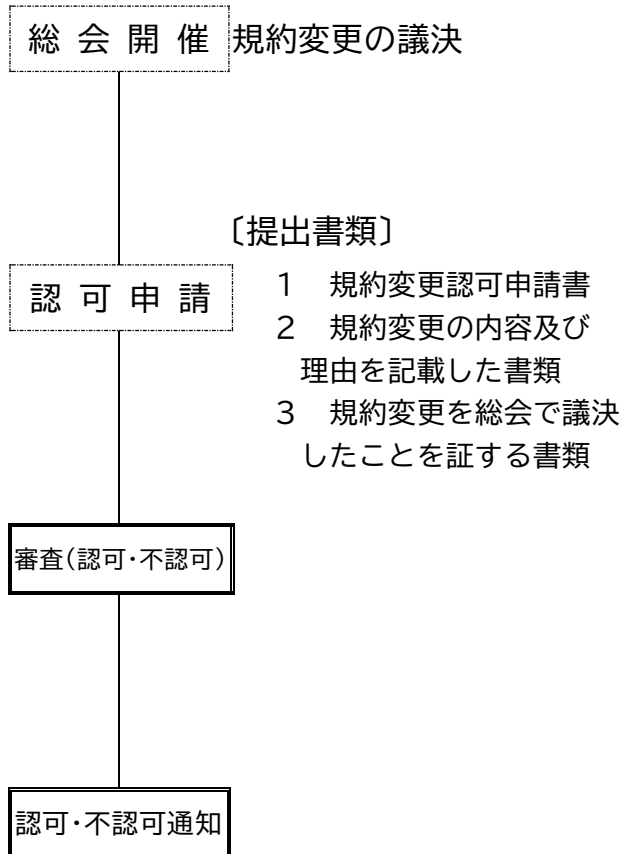 総会開催 規約変更の議決
〔提出書類〕
認可申請
１　規約変更認可申請書
２　規約変更の内容及び
理由を記載した書類
３　規約変更を総会で議決
したことを証する書類
審査(認可・不認可)
認可・不認可通知